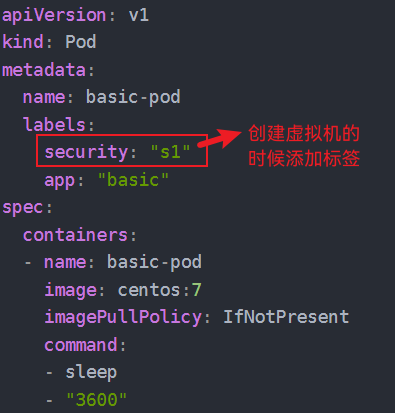 apiVersion: v1
kind: Pod
metadata:
  name: basic-pod
  labels:
    security: "s1"
    app: "basic"
spec:
  containers:
  - name: basic-pod
    image: centos:7
    imagePullPolicy: IfNotPresent
    command:
    - sleep
    - "3600"
创建虚拟机的
时候添加标签